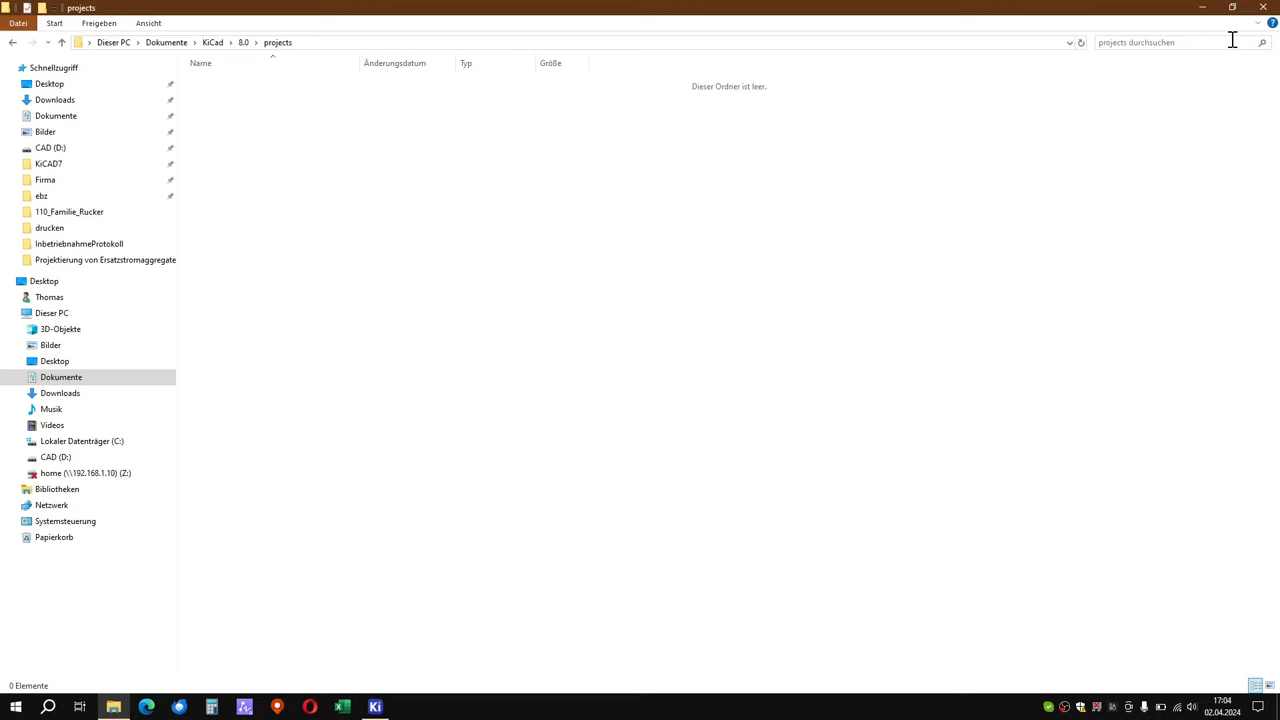 projects
Datei Start Freigeben Ansicht
Dieser PC > Dokumente > KiCad > 8.0 > projects
projects durchsuchen
Name Änderungsdatum Typ Größe
Dieser Ordner ist leer.
Schnellzugriff
Desktop
Downloads
Dokumente
Bilder
CAD (D:)
KiCAD7
Firma
ebz
110_Familie_Rucker
drucken
InbetriebnahmeProtokoll
Projektierung von Ersatzstromaggregate
Desktop
Thomas
Dieser PC
3D-Objekte
Bilder
Desktop
Dokumente
Downloads
Musik
Videos
Lokaler Datenträger (C:)
CAD (D:)
home (\\192.168.1.10) (Z:)
Bibliotheken
Netzwerk
Systemsteuerung
Papierkorb
0 Elemente
Ki
17:04
02.04.2024